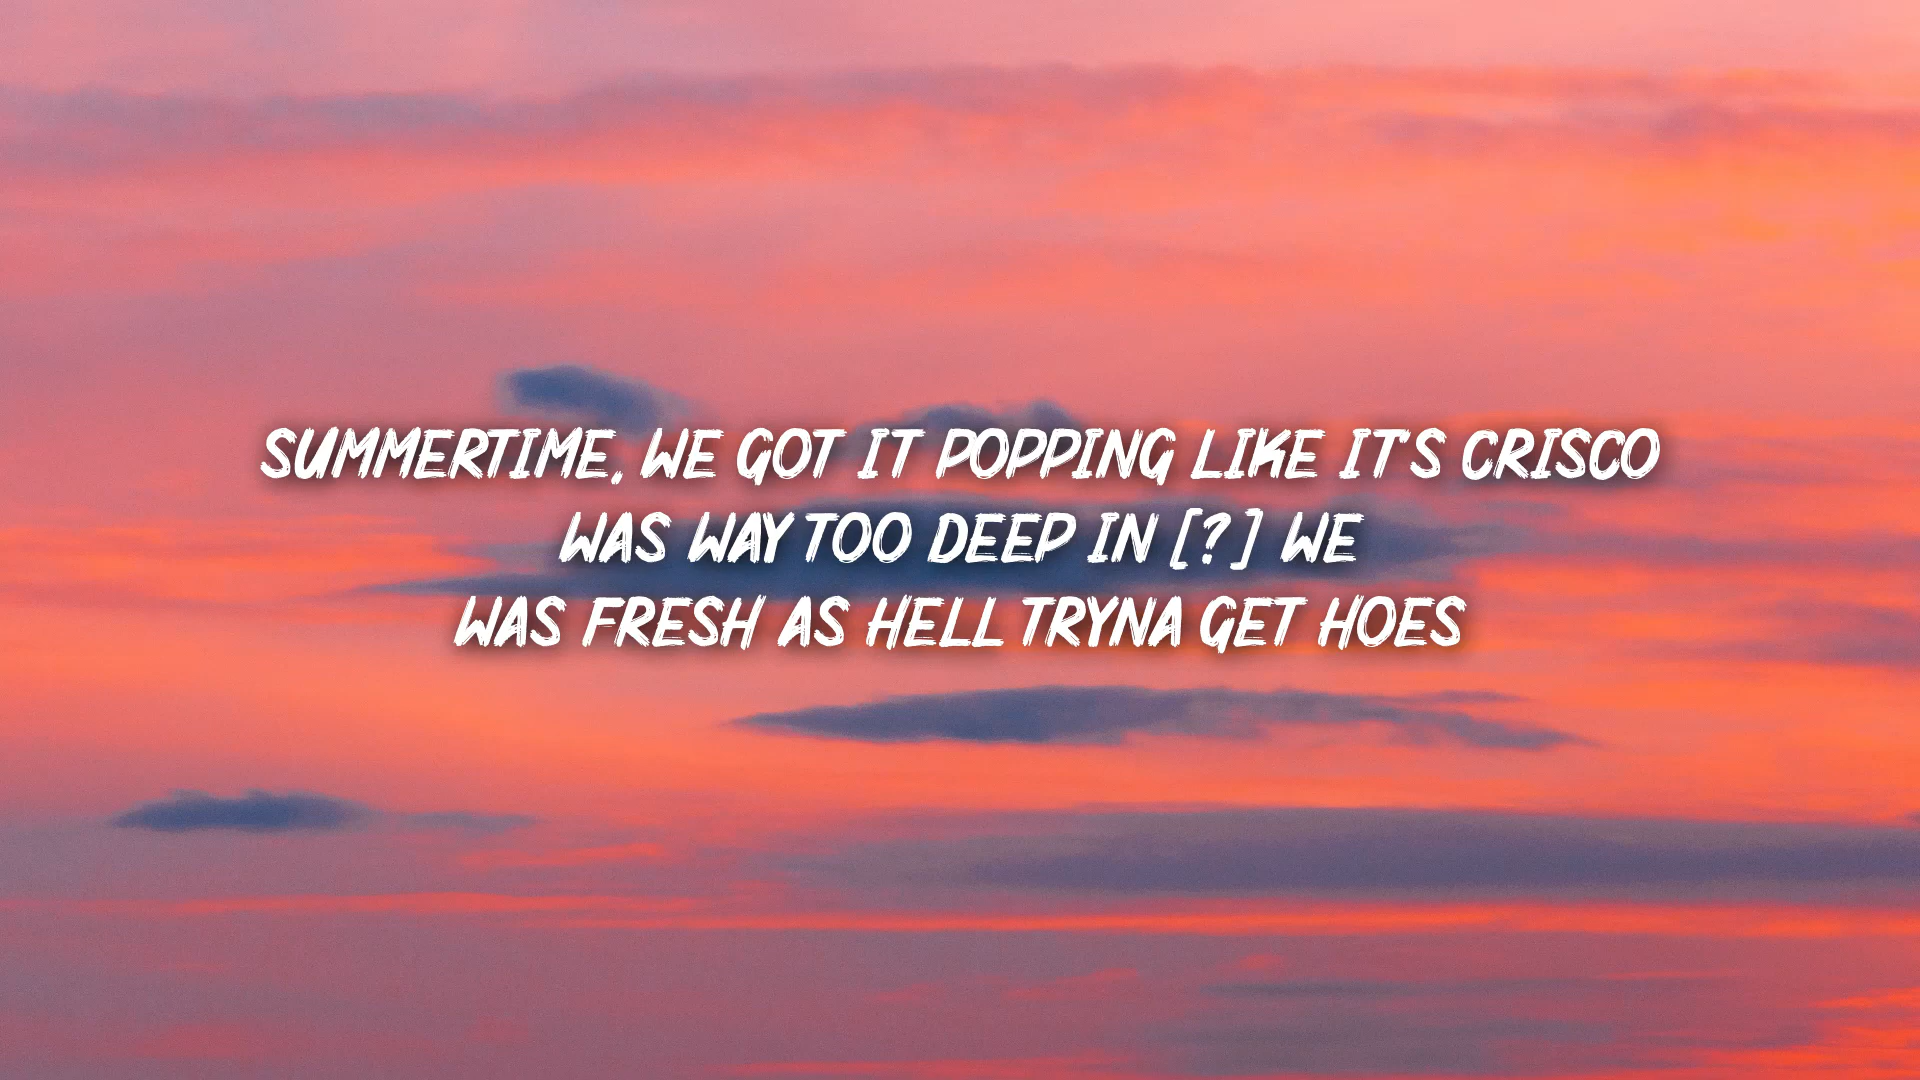 SUMMERTIME, WE GOT IT POPPING LIKE IT'S CRISCO
WAS WAY TOO DEEP IN [?] WE
WAS FRESH AS HELL TRYNA GET HOES